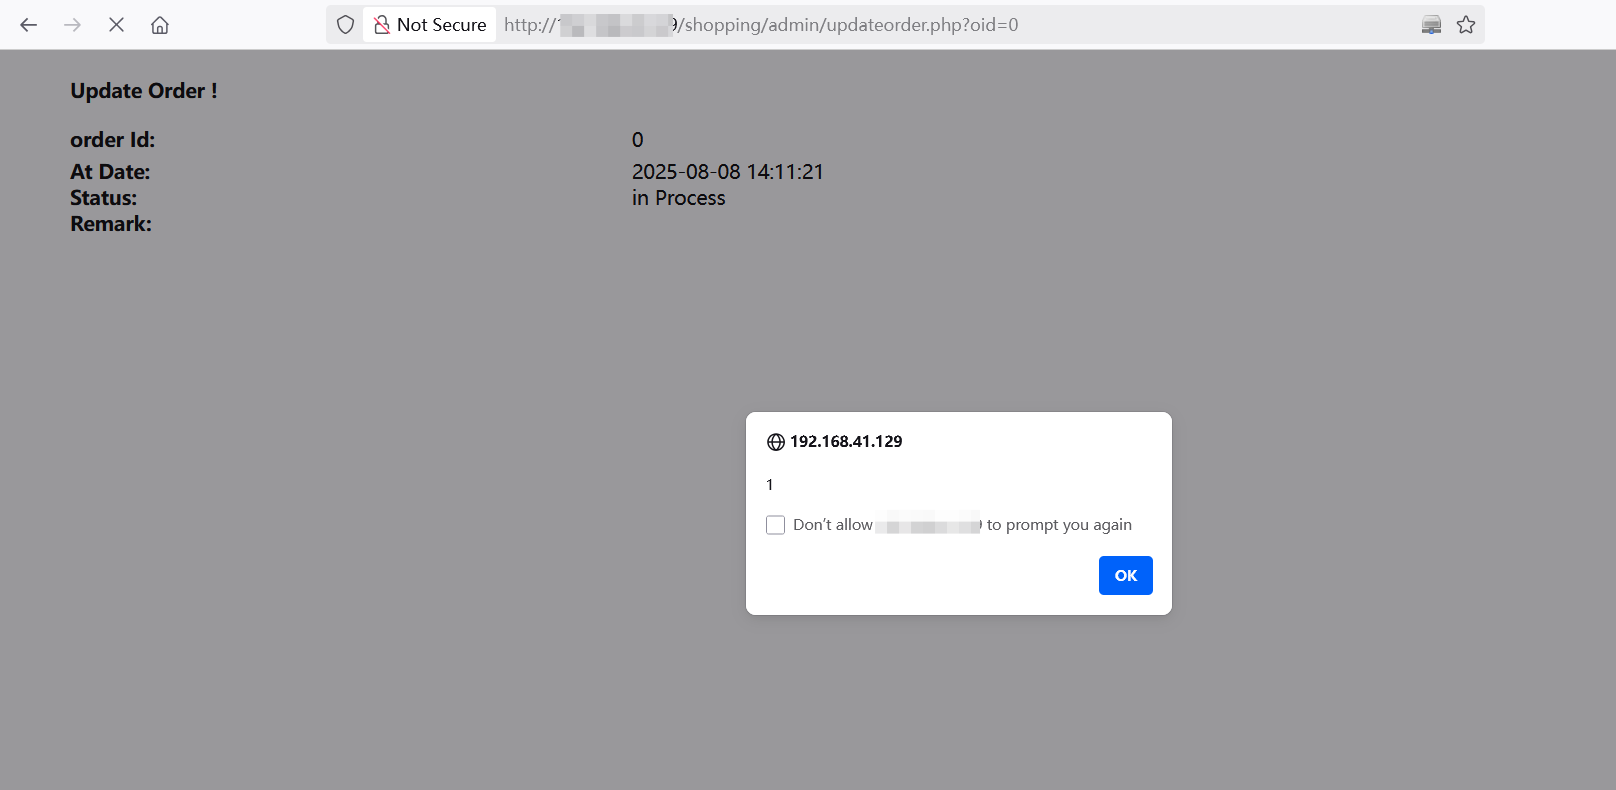 Not Secure http:// /shopping/admin/updateorder.php?oid=0
Update Order !
order Id: 0
At Date: 2025-08-08 14:11:21
Status: in Process
Remark:
192.168.41.129
1
Don't allow to prompt you again
OK